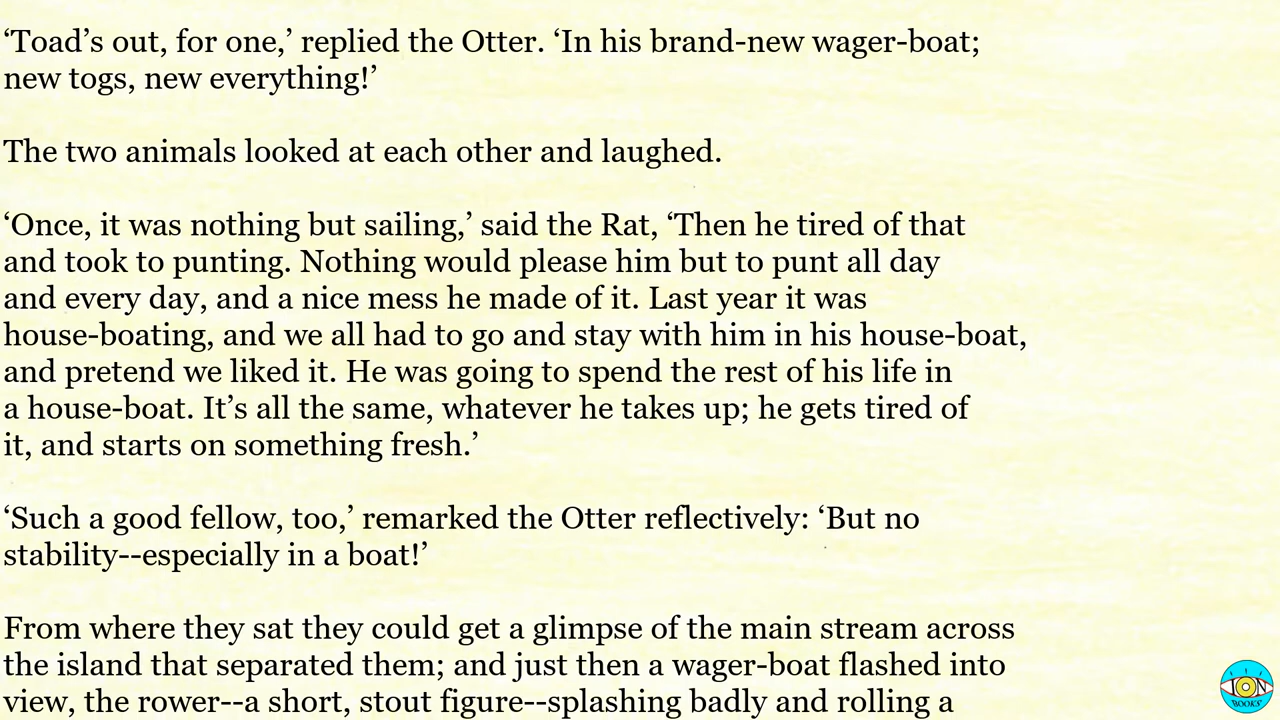 ‘Toad’s out, for one,’ replied the Otter. ‘In his brand-new wager-boat;
new togs, new everything!’
The two animals looked at each other and laughed.
‘Once, it was nothing but sailing,’ said the Rat, ‘Then he tired of that
and took to punting. Nothing would please him but to punt all day
and every day, and a nice mess he made of it. Last year it was
house-boating, and we all had to go and stay with him in his house-boat,
and pretend we liked it. He was going to spend the rest of his life in
a house-boat. It’s all the same, whatever he takes up; he gets tired of
it, and starts on something fresh.’
‘Such a good fellow, too,’ remarked the Otter reflectively: ‘But no
stability--especially in a boat!’
From where they sat they could get a glimpse of the main stream across
the island that separated them; and just then a wager-boat flashed into
view, the rower--a short, stout figure--splashing badly and rolling a
ION
BOOKS